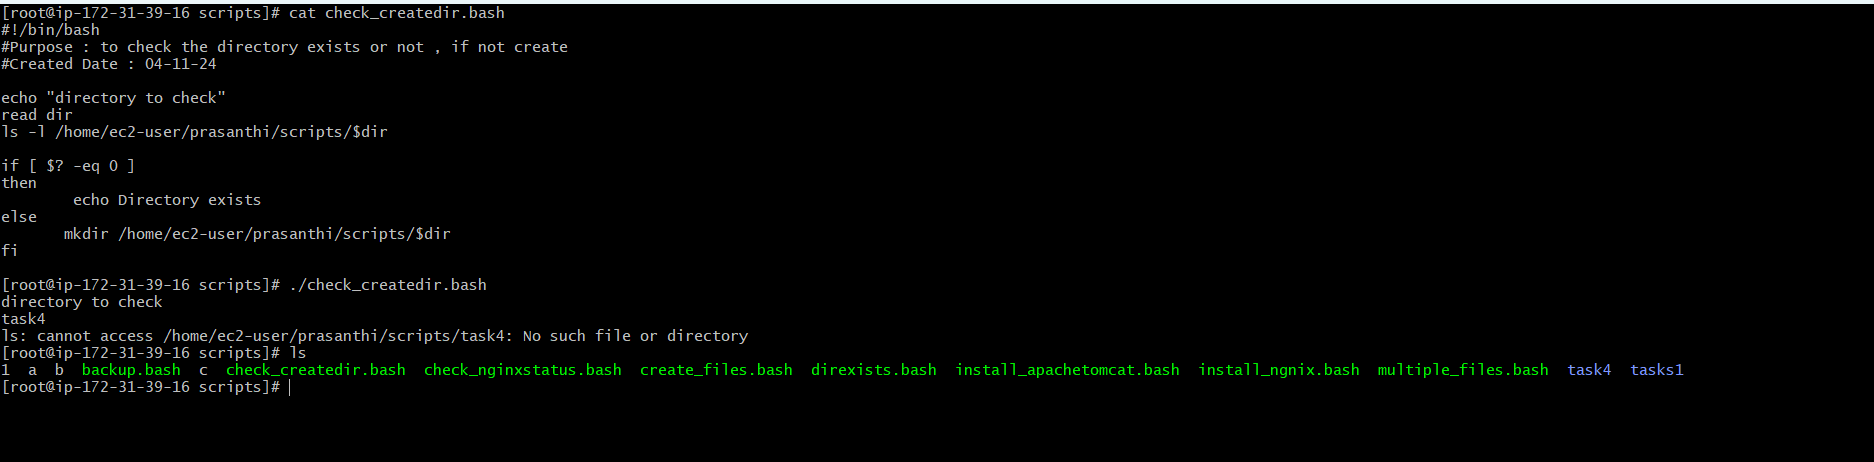 [root@ip-172-31-39-16 scripts]# cat check_createdir.bash
#!/bin/bash
#Purpose : to check the directory exists or not , if not create
#Created Date : 04-11-24
echo "directory to check"
read dir
ls -l /home/ec2-user/prasanthi/scripts/$dir
if [ $? -eq 0 ]
then
        echo Directory exists
else
       mkdir /home/ec2-user/prasanthi/scripts/$dir
fi
[root@ip-172-31-39-16 scripts]# ./check_createdir.bash
directory to check
task4
ls: cannot access /home/ec2-user/prasanthi/scripts/task4: No such file or directory
[root@ip-172-31-39-16 scripts]# ls
1  a  b  backup.bash  c  check_createdir.bash  check_nginxstatus.bash  create_files.bash  direxists.bash  install_apachetomcat.bash  install_ngnix.bash  multiple_files.bash  task4  tasks1
[root@ip-172-31-39-16 scripts]#